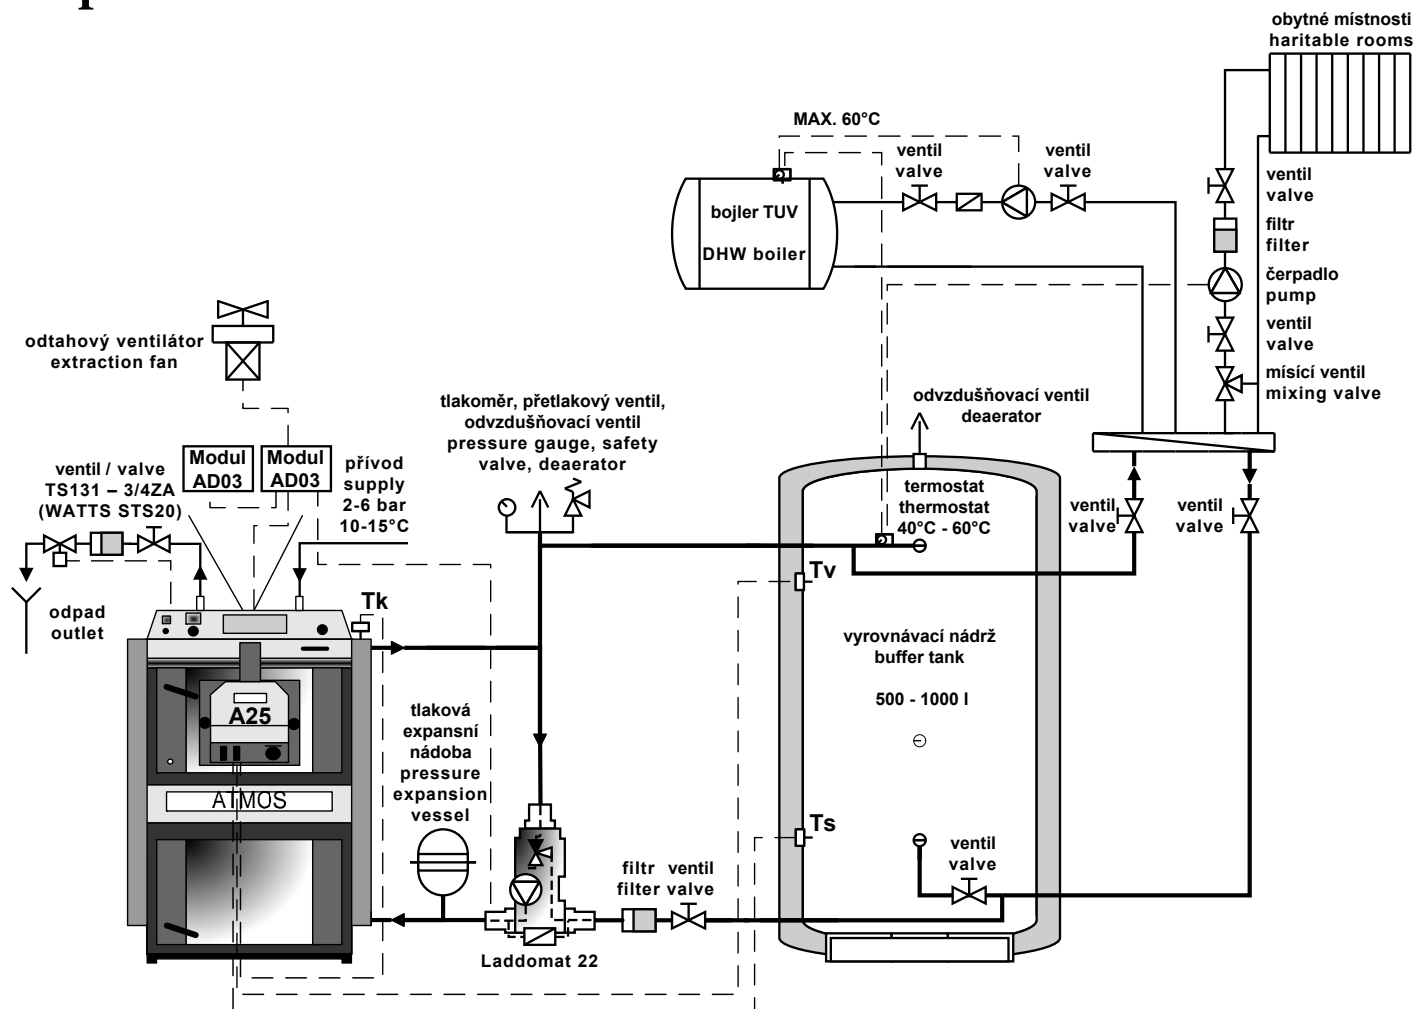 obytné místnosti
haritable rooms
MAX. 60°C
ventil
valve
ventil
valve
bojler TUV
DHW boiler
ventil
valve
filtr
filter
čerpadlo
pump
ventil
valve
mísící ventil
mixing valve
odtahový ventilátor
extraction fan
tlakoměr, přetlakový ventil,
odvzdušňovací ventil
pressure gauge, safety
valve, deaerator
odvzdušňovací ventil
deaerator
ventil / valve
TS131 – 3/4ZA
(WATTS STS20)
Modul
AD03
Modul
AD03
přívod
supply
2-6 bar
10-15°C
termostat
thermostat
40°C - 60°C
ventil
valve
ventil
valve
odpad
outlet
Tk
Tv
vyrovnávací nádrž
buffer tank
500 - 1000 l
A25
ATMOS
tlaková
expansní
nádoba
pressure
expansion
vessel
Ts
ventil
valve
filtr ventil
filter valve
Laddomat 22